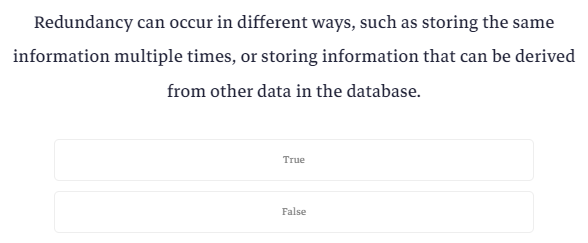 Redundancy can occur in different ways, such as storing the same
information multiple times, or storing information that can be derived
from other data in the database.
True
False